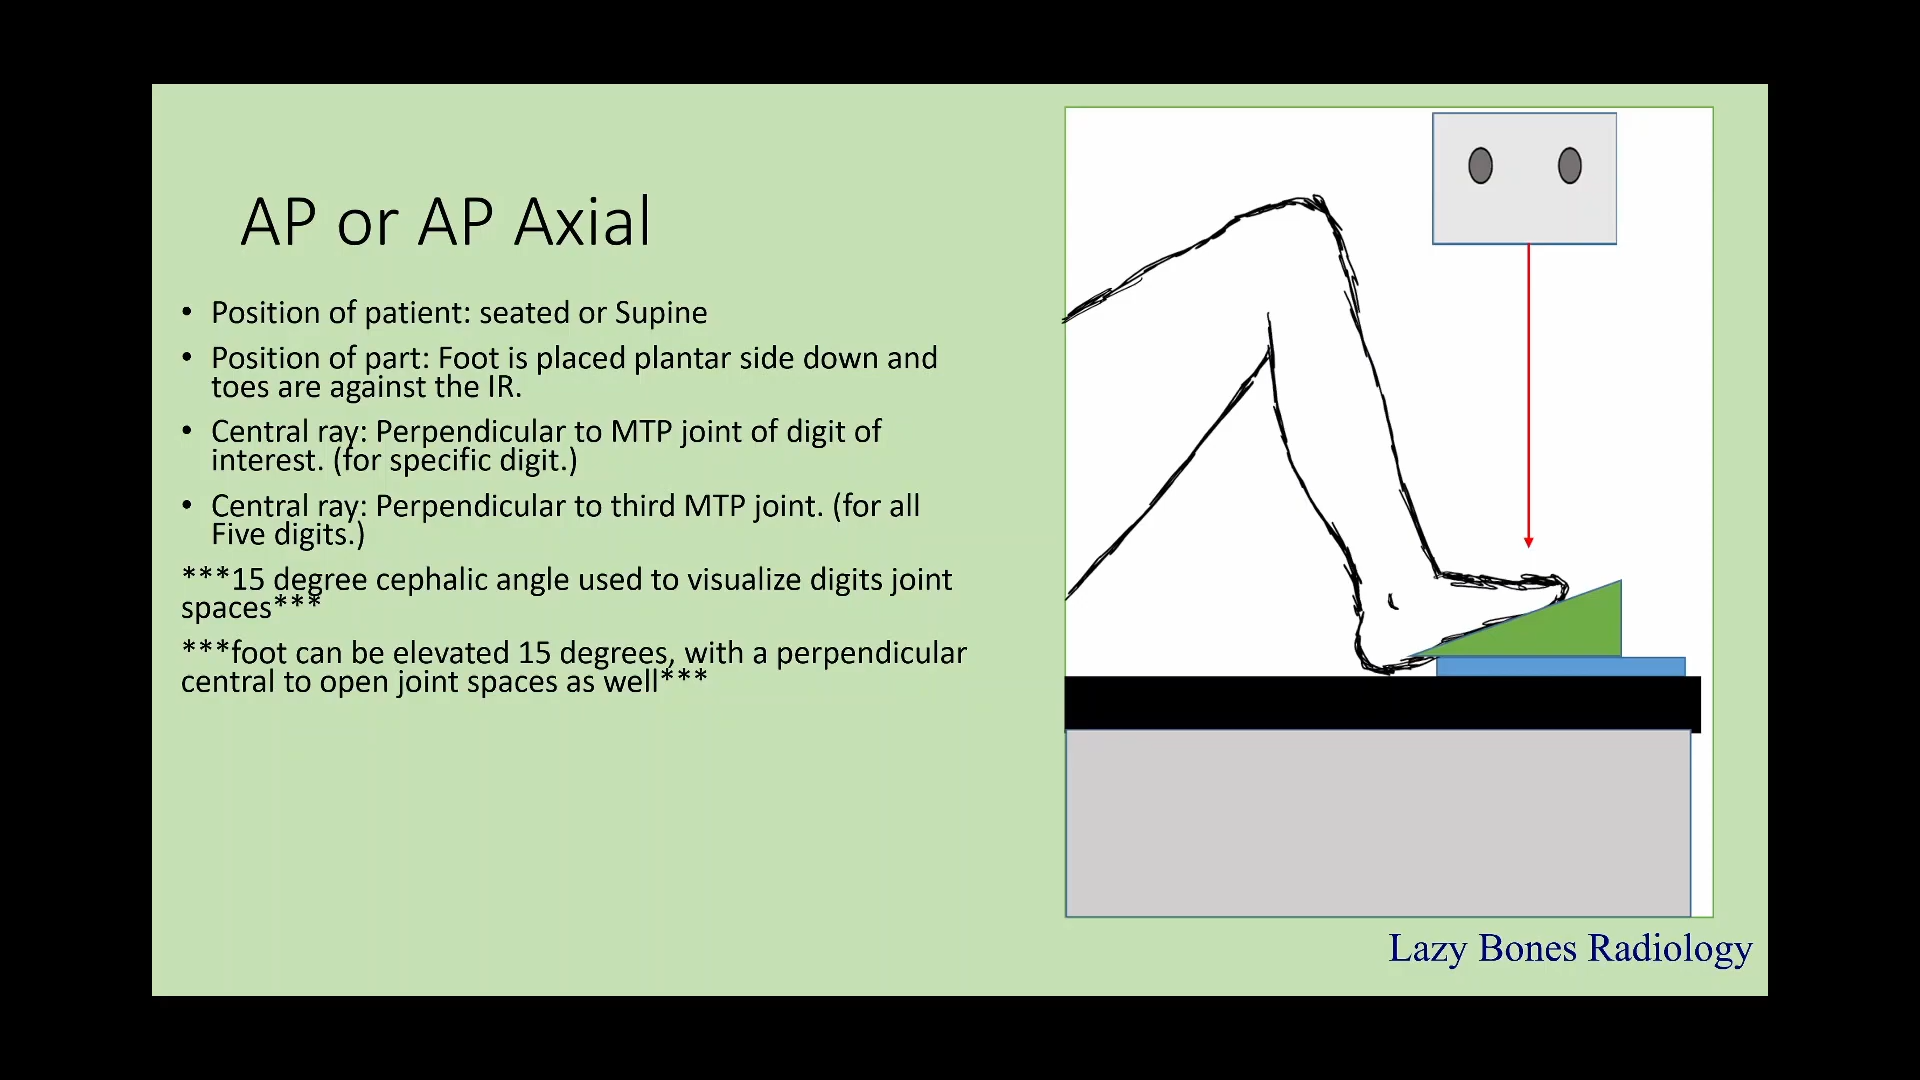 AP or AP Axial
• Position of patient: seated or Supine
• Position of part: Foot is placed plantar side down and
toes are against the IR.
• Central ray: Perpendicular to MTP joint of digit of
interest. (for specific digit.)
• Central ray: Perpendicular to third MTP joint. (for all
Five digits.)
***15 degree cephalic angle used to visualize digits joint
spaces***
***foot can be elevated 15 degrees, with a perpendicular
central to open joint spaces as well***
Lazy Bones Radiology